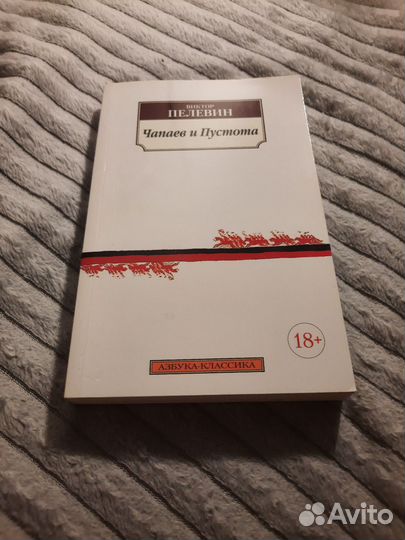 ВИКТОР
ПЕЛЕВИН
Чапаев и Пустота
18+
АЗБУКА-КЛАССИКА
Avito